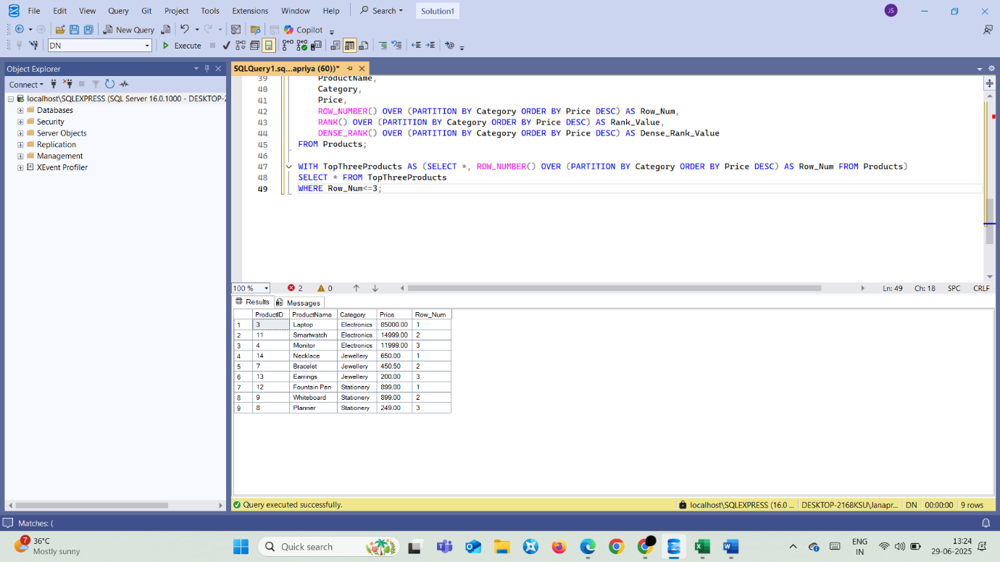 File Edit View Query Git Project Tools Extensions Window Help Search Solution1 JS
New Query Copilot
DN Execute
Object Explorer
Connect
localhost\SQLEXPRESS (SQL Server 16.0.1000 - DESKTOP-2
Databases
Security
Server Objects
Replication
Management
XEvent Profiler
SQLQuery1.sq...apriya (60))*
39 ProductName,
40 Category,
41 Price,
42 ROW_NUMBER() OVER (PARTITION BY Category ORDER BY Price DESC) AS Row_Num,
43 RANK() OVER (PARTITION BY Category ORDER BY Price DESC) AS Rank_Value,
44 DENSE_RANK() OVER (PARTITION BY Category ORDER BY Price DESC) AS Dense_Rank_Value
45 FROM Products;
46
47 WITH TopThreeProducts AS (SELECT *, ROW_NUMBER() OVER (PARTITION BY Category ORDER BY Price DESC) AS Row_Num FROM Products)
48 SELECT * FROM TopThreeProducts
49 WHERE Row_Num<=3;
100 % 2 0 Ln: 49 Ch: 18 SPC CRLF
Results Messages
ProductID ProductName Category Price Row_Num
1 3 Laptop Electronics 85000.00 1
2 11 Smartwatch Electronics 14999.00 2
3 4 Monitor Electronics 11999.00 3
4 14 Necklace Jewellery 650.00 1
5 7 Bracelet Jewellery 450.50 2
6 13 Earrings Jewellery 200.00 3
7 12 Fountain Pen Stationery 899.00 1
8 9 Whiteboard Stationery 899.00 2
9 8 Planner Stationery 249.00 3
Query executed successfully. localhost\SQLEXPRESS (16.0 ... DESKTOP-2168KSU\Janapr... DN 00:00:00 9 rows
Matches: (
7 36°C
Mostly sunny
Quick search
ENG
IN
13:24
29-06-2025